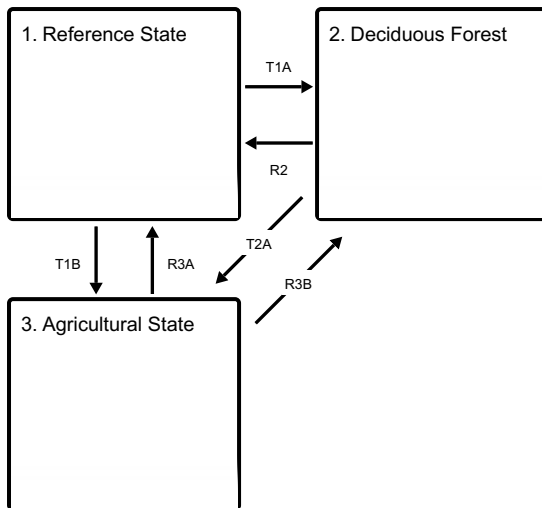 1. Reference State
2. Deciduous Forest
T1A
R2
T1B
R3A
T2A
R3B
3. Agricultural State